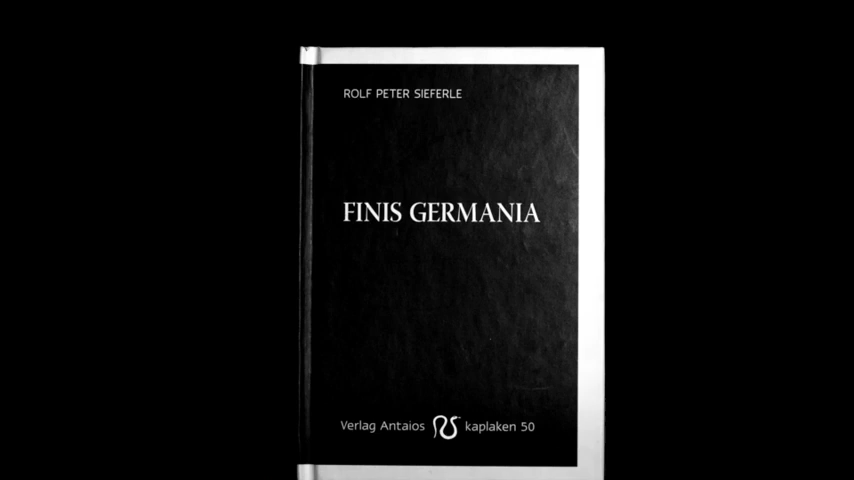 ROLF PETER SIEFERLE
FINIS GERMANIA
Verlag Antaios kaplaken 50